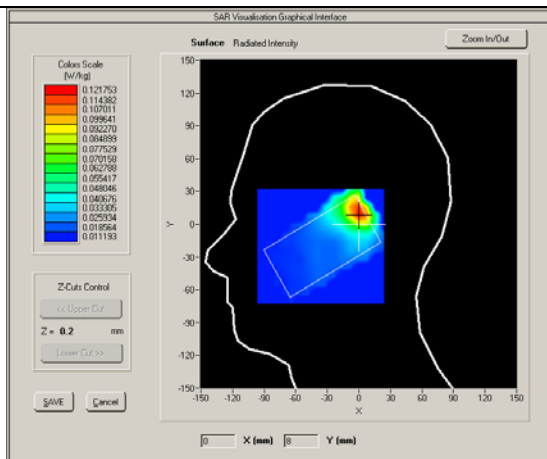 SAR Visualisation Graphical Interface
Surface Radiated Intensity
Zoom In/Out
Colors Scale
(W/kg)
0.121753
0.114382
0.107011
0.099641
0.092270
0.084899
0.077529
0.070158
0.062788
0.055417
0.048046
0.040676
0.033305
0.025934
0.018564
0.011193
Z-Cuts Control
<< Upper Cut
Z = 0.2 mm
Lower Cut >>
SAVE Cancel
150
120
90
60
30
0
-30
-60
-90
-120
-150
Y
-150 -120 -90 -60 -30 0 30 60 90 120 150
X
0 X (mm) 8 Y (mm)